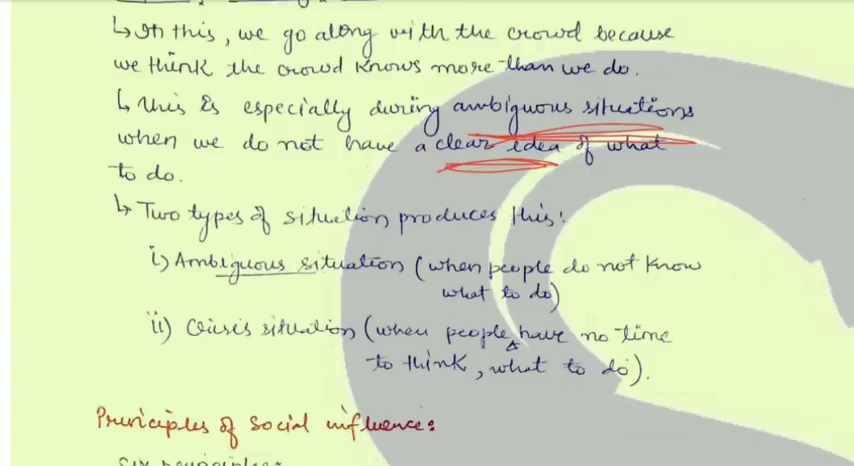 ↳ In this, we go along with the crowd because
we think the crowd knows more than we do.
↳ this is especially during ambiguous situations
when we do not have a clear idea of what
to do.
↳ Two types of situation produces this:
i) Ambiguous situation (when people do not know
what to do)
ii) Crisis situation (when people have no time
to think, what to do).
Principles of social influence:
Six principles: